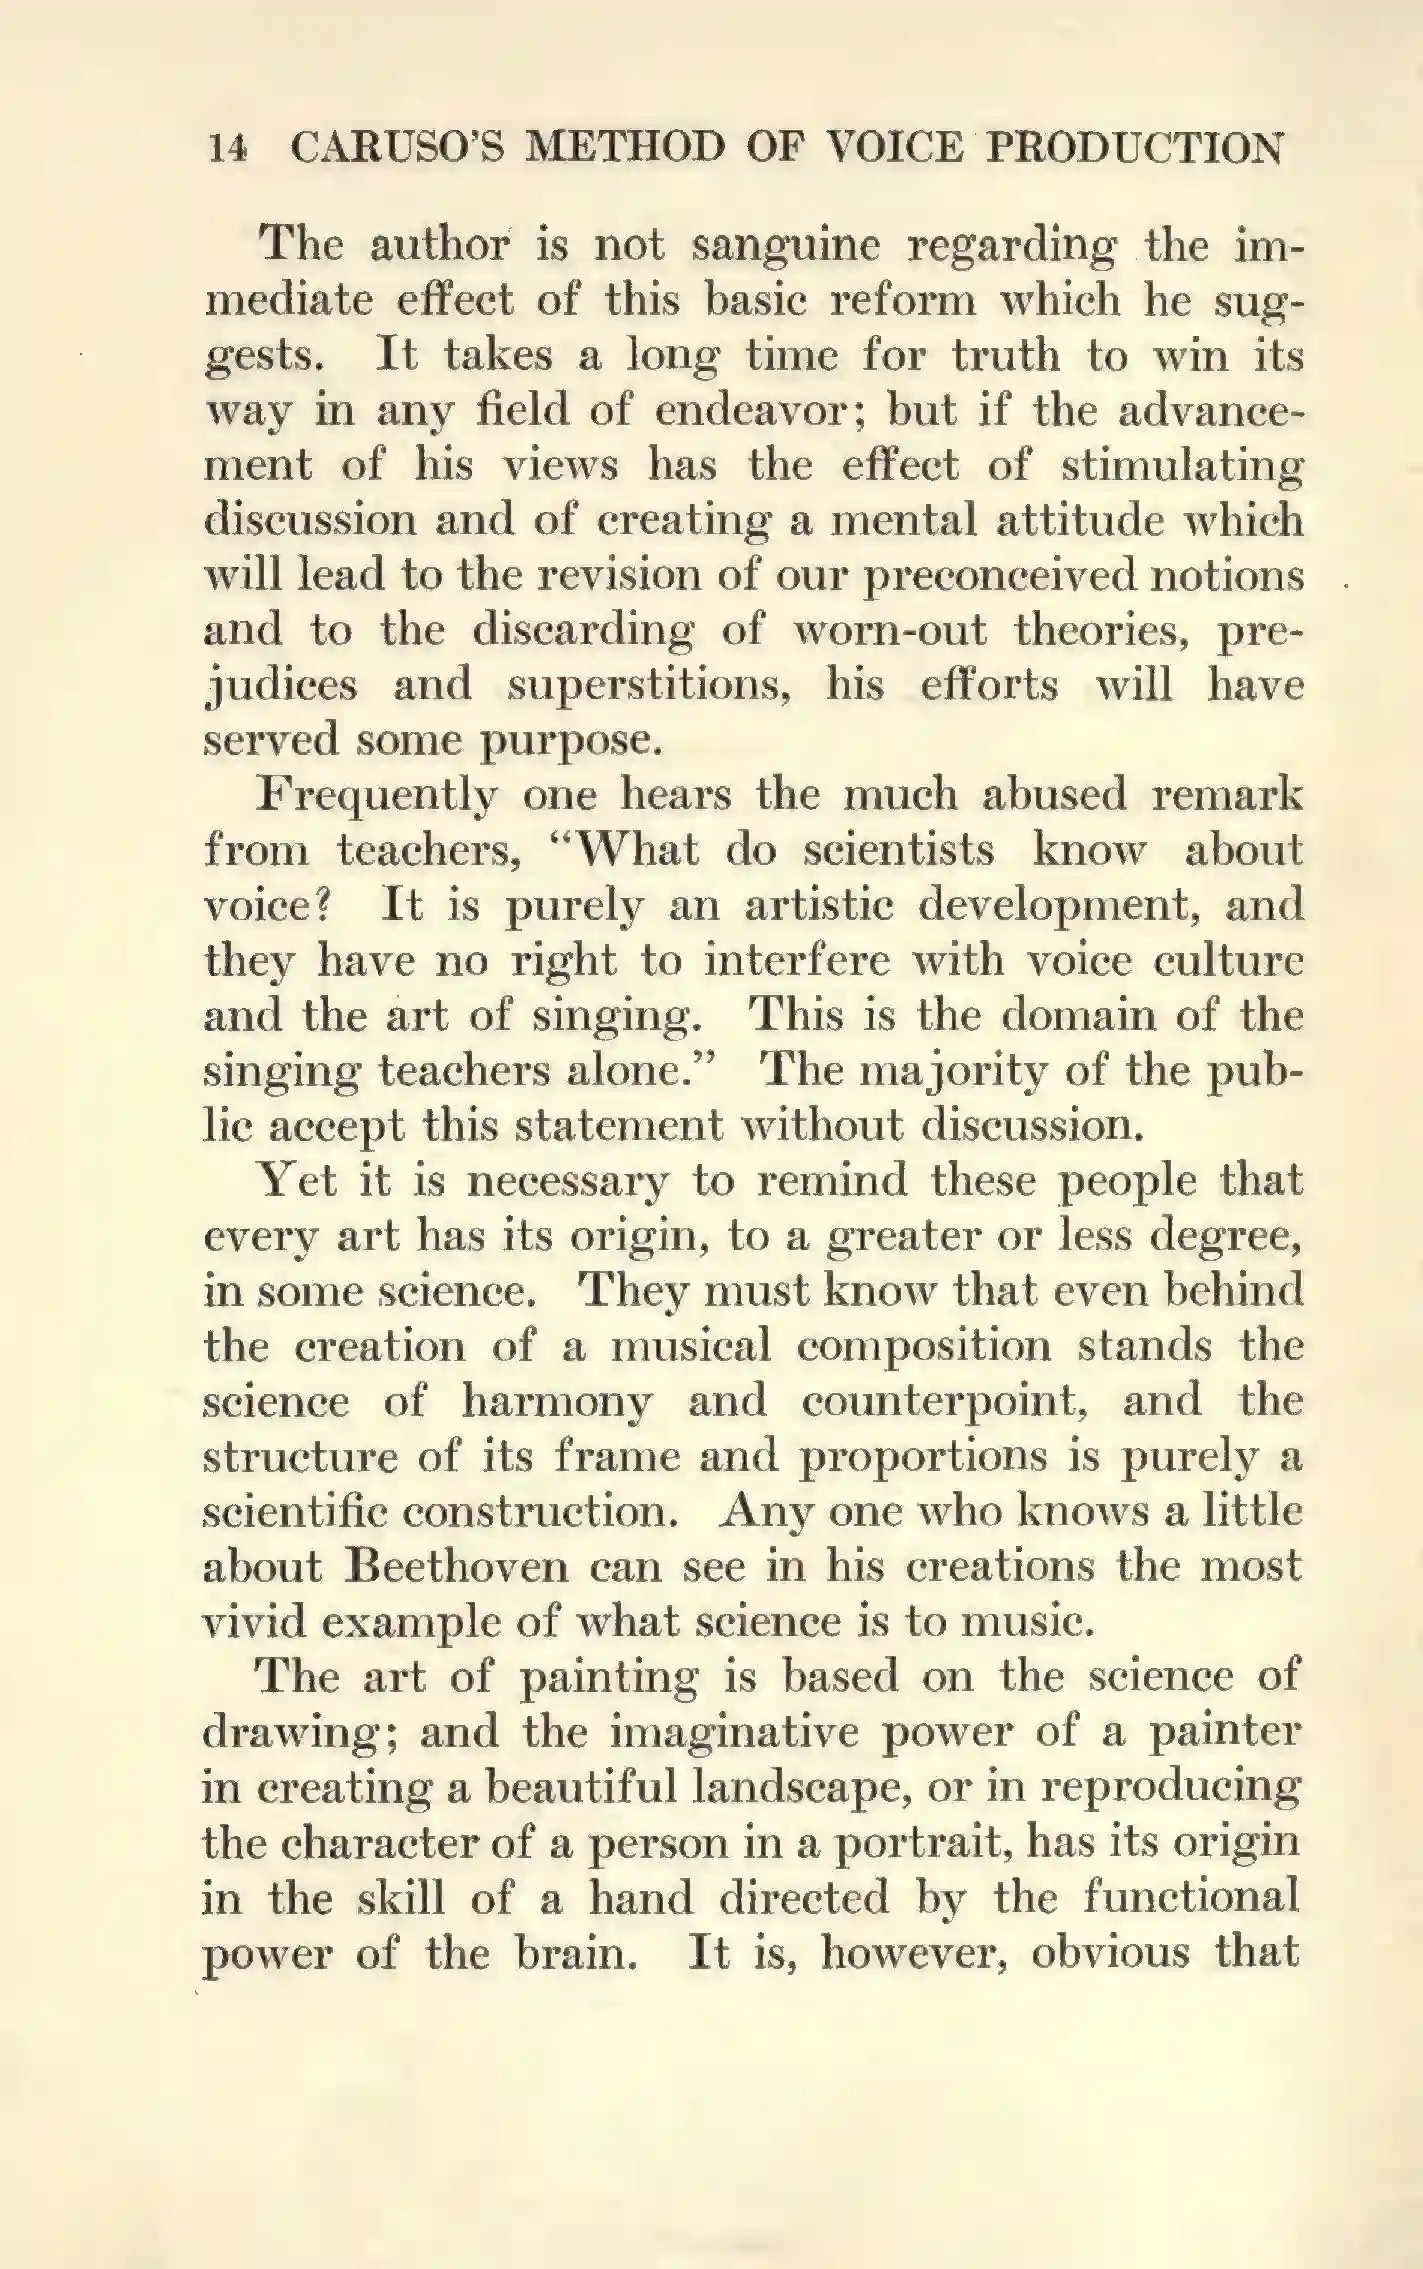 14 CARUSO'S METHOD OF VOICE PRODUCTION
The author is not sanguine regarding the im-
mediate effect of this basic reform which he sug-
gests. It takes a long time for truth to win its
way in any field of endeavor; but if the advance-
ment of his views has the effect of stimulating
discussion and of creating a mental attitude which
will lead to the revision of our preconceived notions
and to the discarding of worn-out theories, pre-
judices and superstitions, his efforts will have
served some purpose.
Frequently one hears the much abused remark
from teachers, “What do scientists know about
voice? It is purely an artistic development, and
they have no right to interfere with voice culture
and the art of singing. This is the domain of the
singing teachers alone.” The majority of the pub-
lic accept this statement without discussion.
Yet it is necessary to remind these people that
every art has its origin, to a greater or less degree,
in some science. They must know that even behind
the creation of a musical composition stands the
science of harmony and counterpoint, and the
structure of its frame and proportions is purely a
scientific construction. Any one who knows a little
about Beethoven can see in his creations the most
vivid example of what science is to music.
The art of painting is based on the science of
drawing; and the imaginative power of a painter
in creating a beautiful landscape, or in reproducing
the character of a person in a portrait, has its origin
in the skill of a hand directed by the functional
power of the brain. It is, however, obvious that